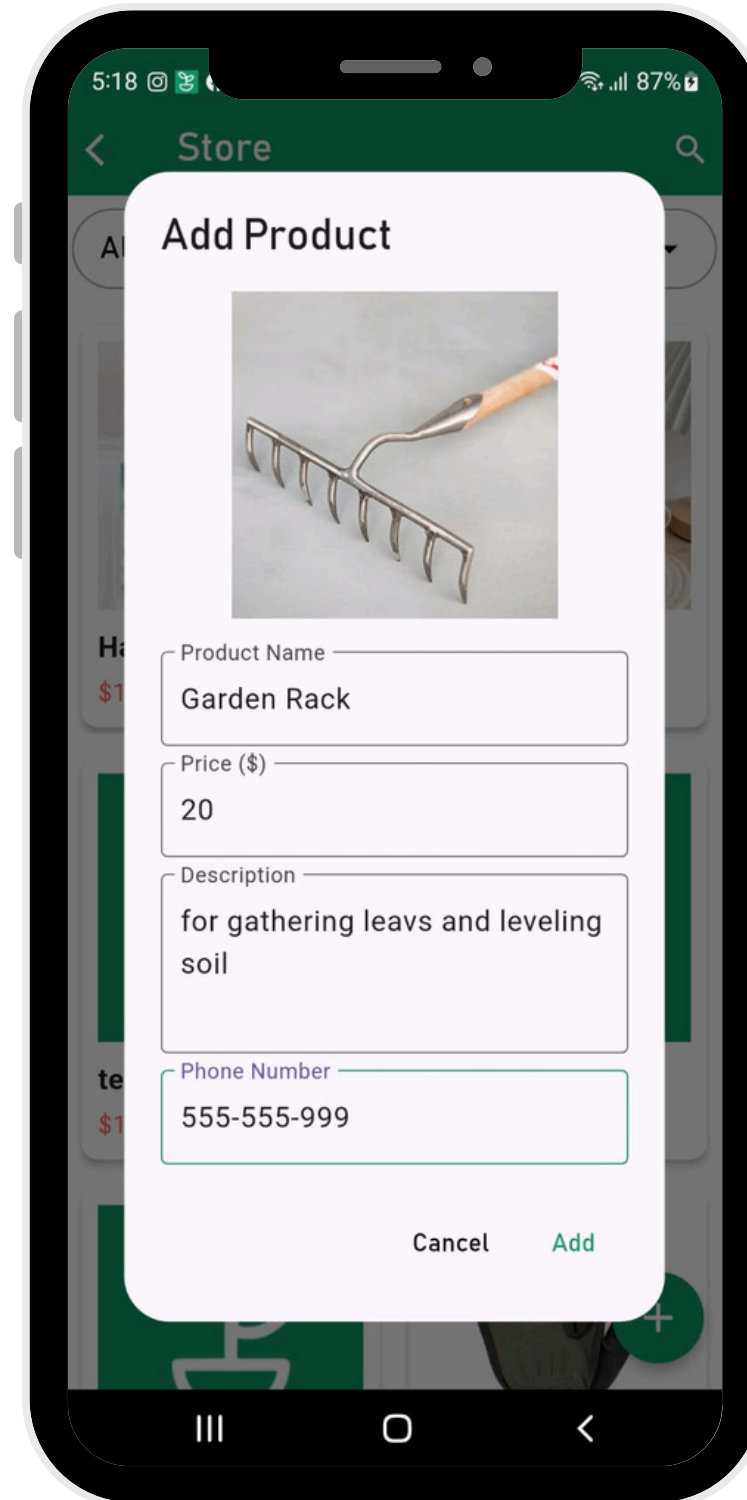 5:18
87%
Store
Add Product
Product Name
Garden Rack
Price ($)
20
Description
for gathering leavs and leveling
soil
Phone Number
555-555-999
Cancel
Add